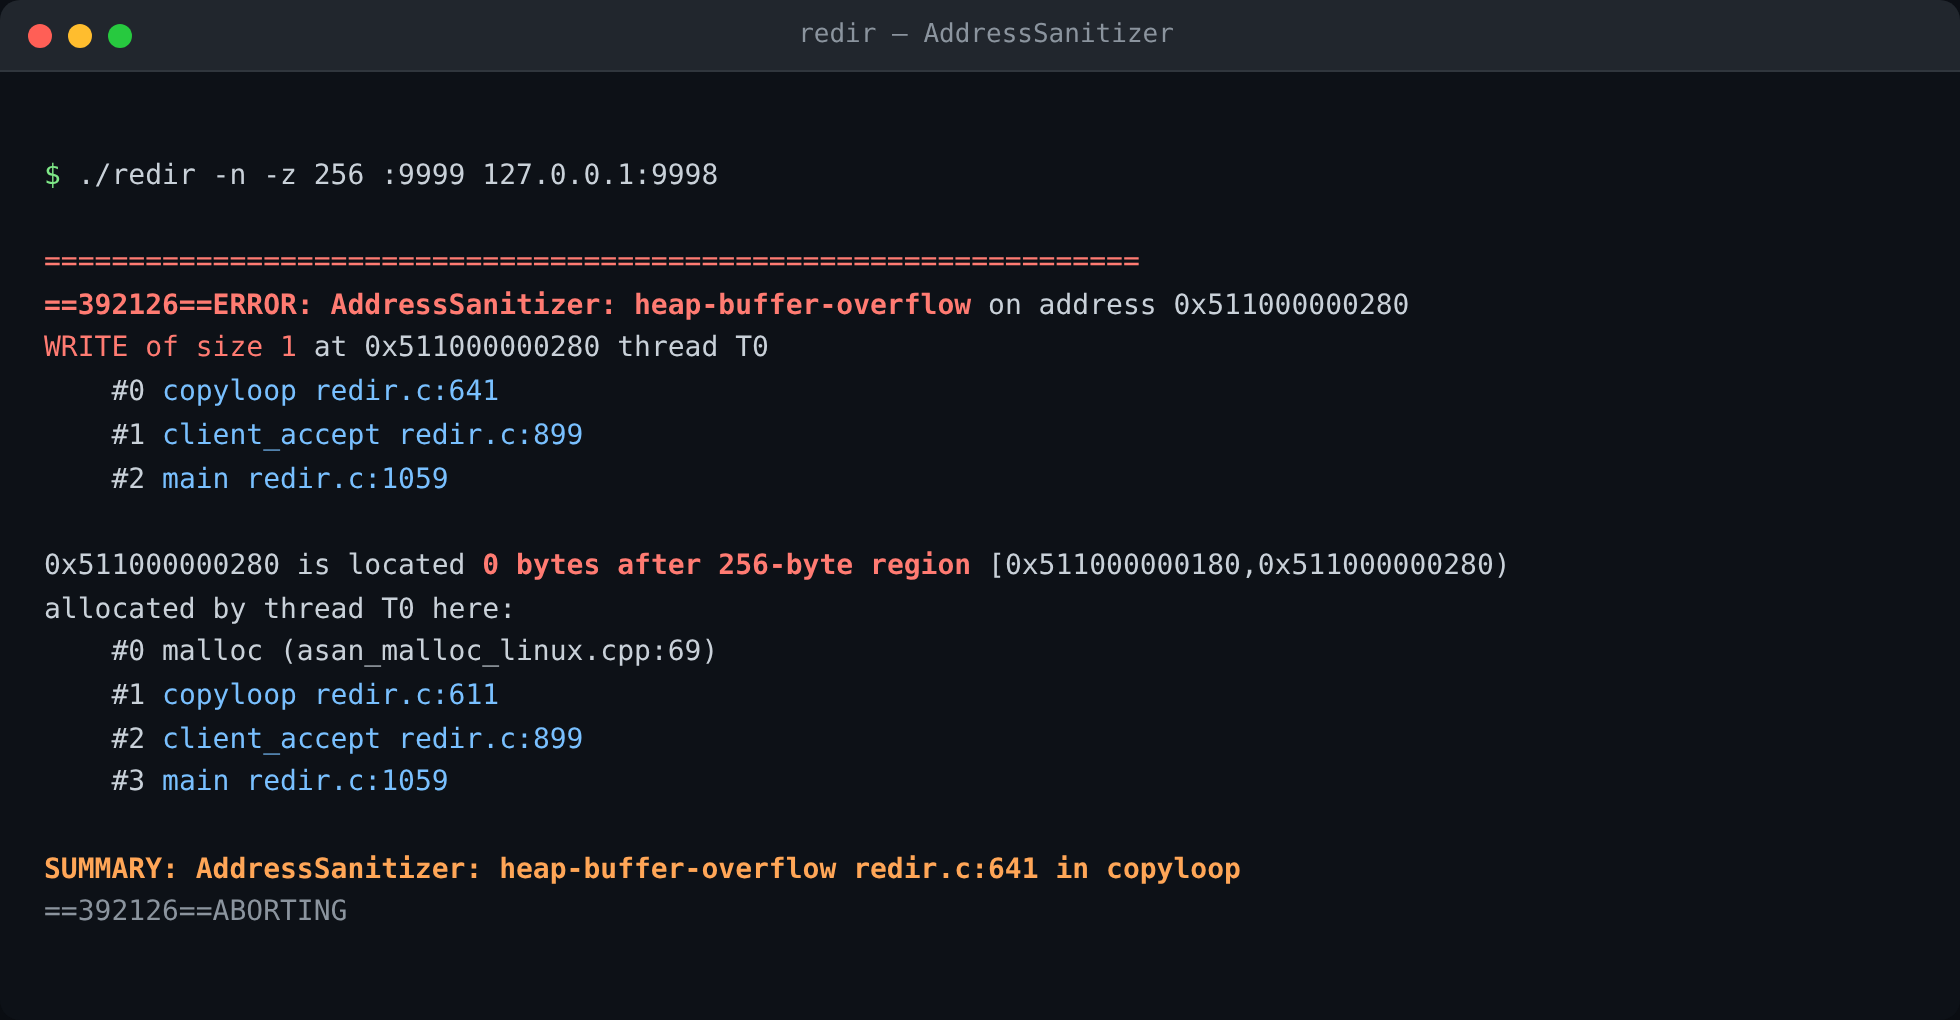 redir — AddressSanitizer
$ ./redir -n -z 256 :9999 127.0.0.1:9998
=================================================================
==392126==ERROR: AddressSanitizer: heap-buffer-overflow on address 0x511000000280
WRITE of size 1 at 0x511000000280 thread T0
    #0 copyloop redir.c:641
    #1 client_accept redir.c:899
    #2 main redir.c:1059
0x511000000280 is located 0 bytes after 256-byte region [0x511000000180,0x511000000280)
allocated by thread T0 here:
    #0 malloc (asan_malloc_linux.cpp:69)
    #1 copyloop redir.c:611
    #2 client_accept redir.c:899
    #3 main redir.c:1059
SUMMARY: AddressSanitizer: heap-buffer-overflow redir.c:641 in copyloop
==392126==ABORTING